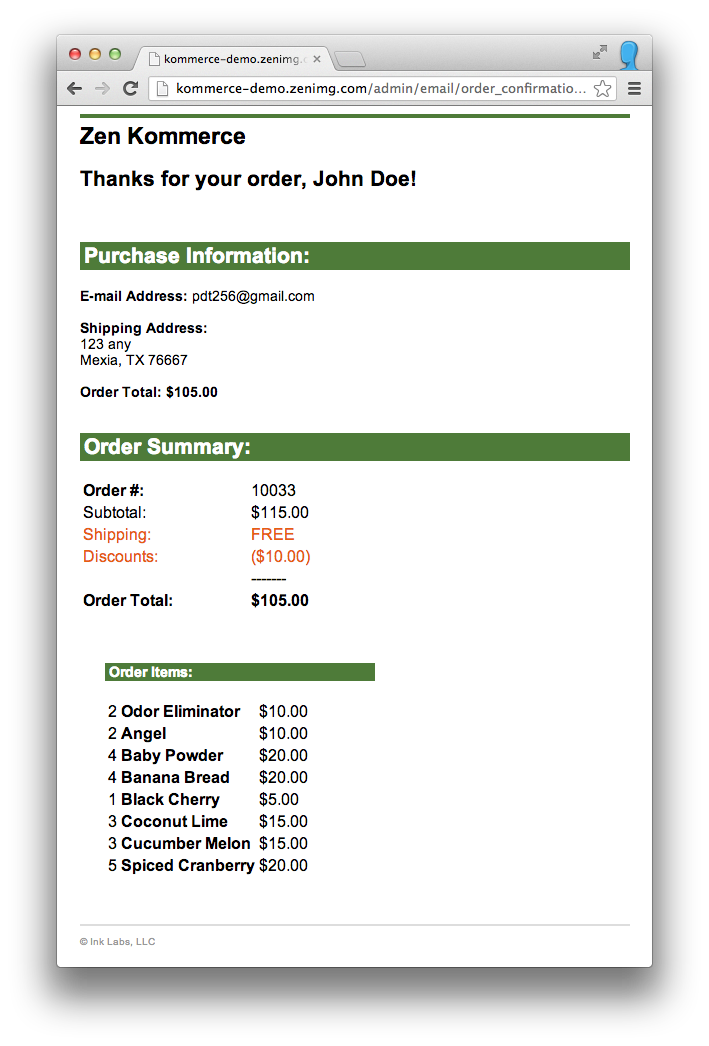 kommerce-demo.zenimg.c
kommerce-demo.zenimg.com/admin/email/order_confirmatio...
Zen Kommerce
Thanks for your order, John Doe!
Purchase Information:
E-mail Address: pdt256@gmail.com
Shipping Address:
123 any
Mexia, TX 76667
Order Total: $105.00
Order Summary:
Order #: 10033
Subtotal: $115.00
Shipping: FREE
Discounts: ($10.00)
-------
Order Total: $105.00
Order Items:
2 Odor Eliminator $10.00
2 Angel $10.00
4 Baby Powder $20.00
4 Banana Bread $20.00
1 Black Cherry $5.00
3 Coconut Lime $15.00
3 Cucumber Melon $15.00
5 Spiced Cranberry $20.00
© Ink Labs, LLC